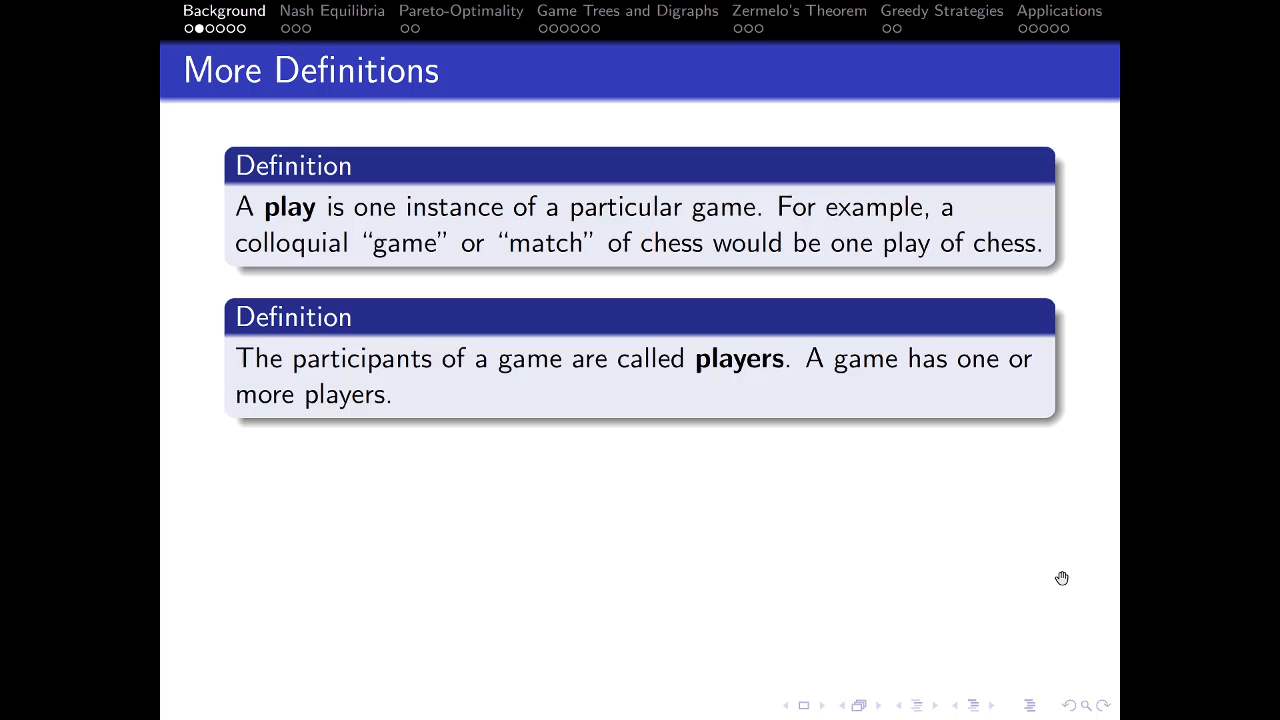 Background Nash Equilibria Pareto-Optimality Game Trees and Digraphs Zermelo's Theorem Greedy Strategies Applications
More Definitions
Definition
A play is one instance of a particular game. For example, a
colloquial “game” or “match” of chess would be one play of chess.
Definition
The participants of a game are called players. A game has one or
more players.